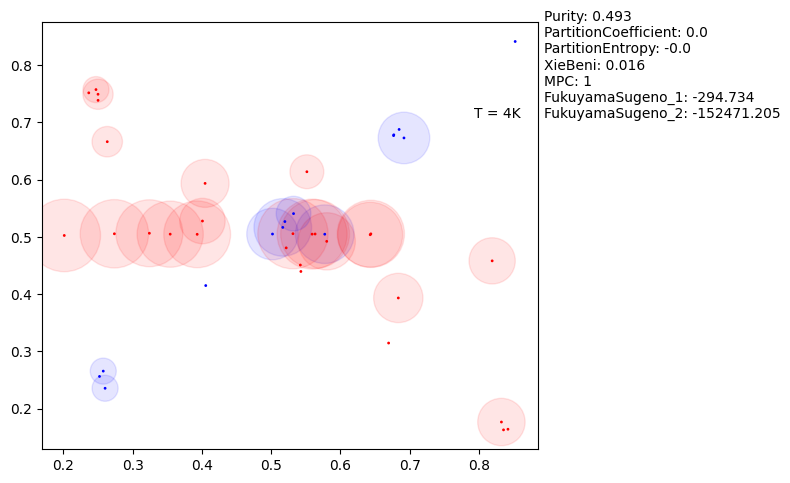 Purity: 0.493
PartitionCoefficient: 0.0
PartitionEntropy: -0.0
XieBeni: 0.016
MPC: 1
FukuyamaSugeno_1: -294.734
FukuyamaSugeno_2: -152471.205
T = 4K
0.8
0.7
0.6
0.5
0.4
0.3
0.2
0.2 0.3 0.4 0.5 0.6 0.7 0.8